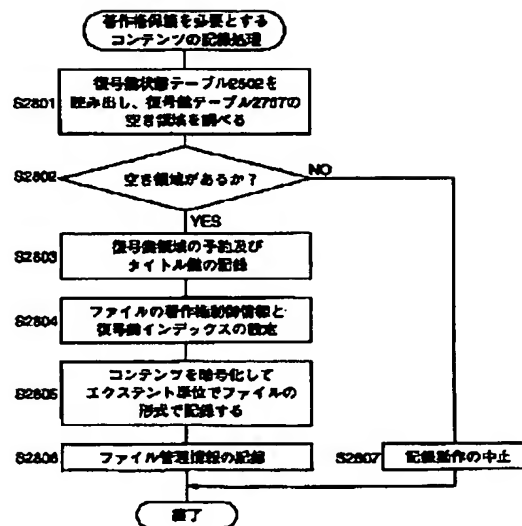 著作権保護を必要とする
コンテンツの記録処理
S2801
復号鍵状態テーブル2502を
読み出し、復号鍵テーブル2707の
空き領域を調べる
S2802
空き領域があるか？
NO
YES
S2803
復号鍵領域の予約及び
タイトル鍵の記録
S2804
ファイルの著作権制御情報と
復号鍵インデックスの設定
S2805
コンテンツを暗号化して
エクステント単位でファイルの
形式で記録する
S2806
ファイル管理情報の記録
S2807
記録動作の中止
終了